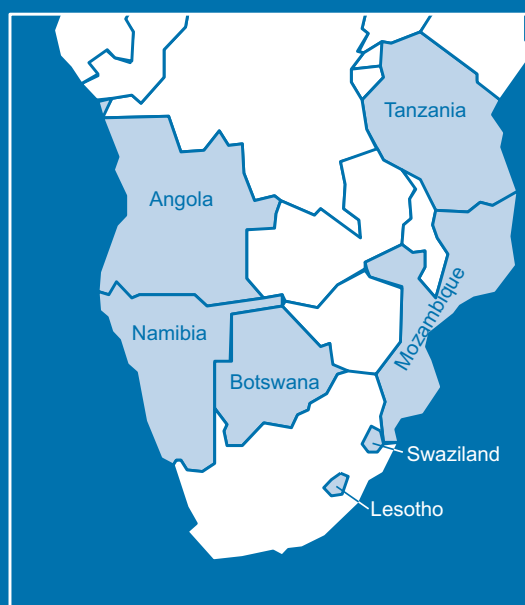 Tanzania
Angola
Mozambique
Namibia
Botswana
Swaziland
Lesotho